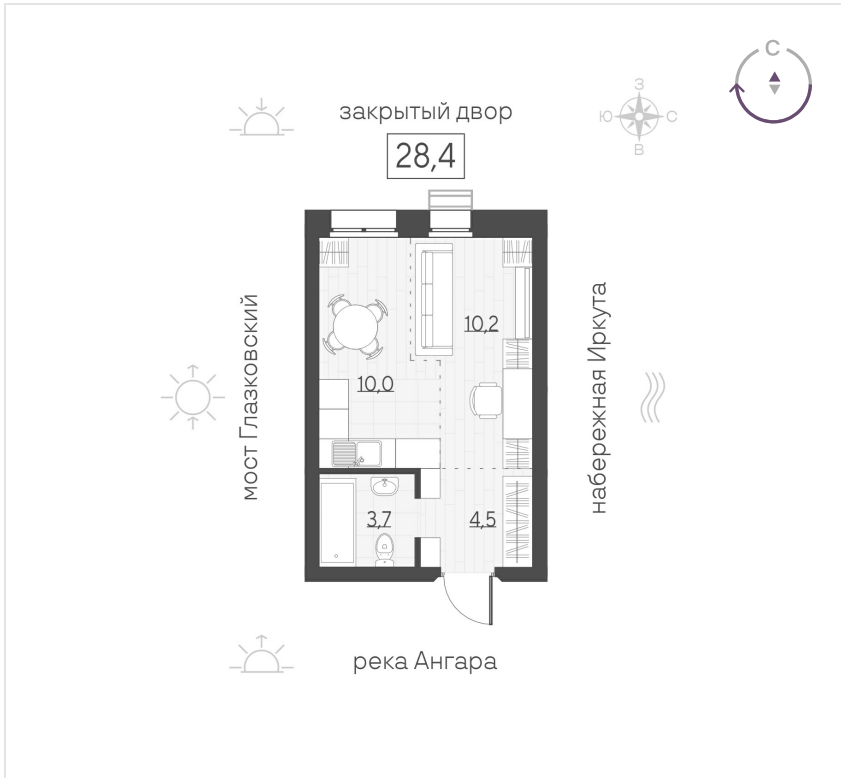 С
закрытый двор
З
Ю
С
В
28,4
10,2
10,0
3,7
4,5
мост Глазковский
набережная Иркута
река Ангара